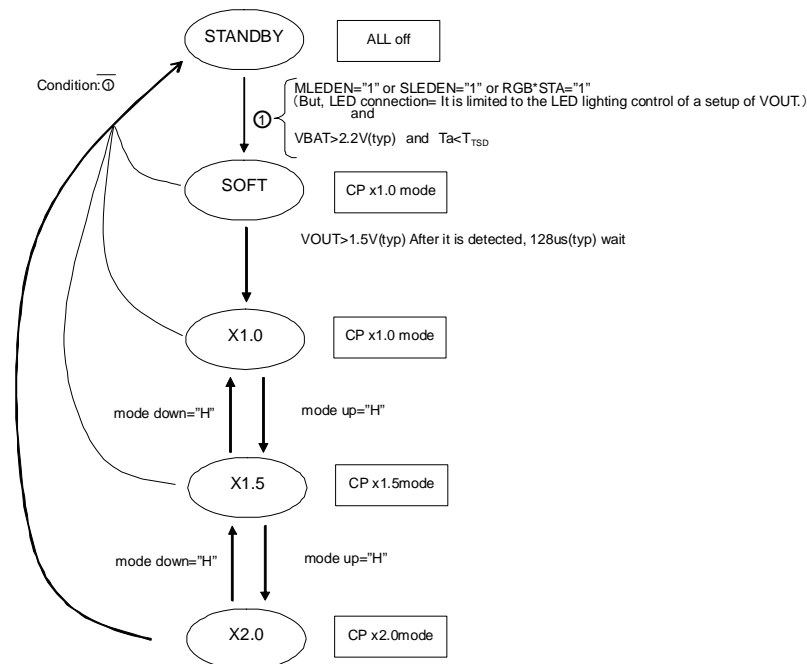 STANDBY
ALL off
Condition:①
MLEDEN="1" or SLEDEN="1" or RGB*STA="1"
(But, LED connection= It is limited to the LED lighting control of a setup of VOUT.)
and
①
VBAT>2.2V(typ) and Ta<TTSD
SOFT
CP x1.0 mode
VOUT>1.5V(typ) After it is detected, 128us(typ) wait
X1.0
CP x1.0 mode
mode down="H"
mode up="H"
X1.5
CP x1.5mode
mode down="H"
mode up="H"
X2.0
CP x2.0mode